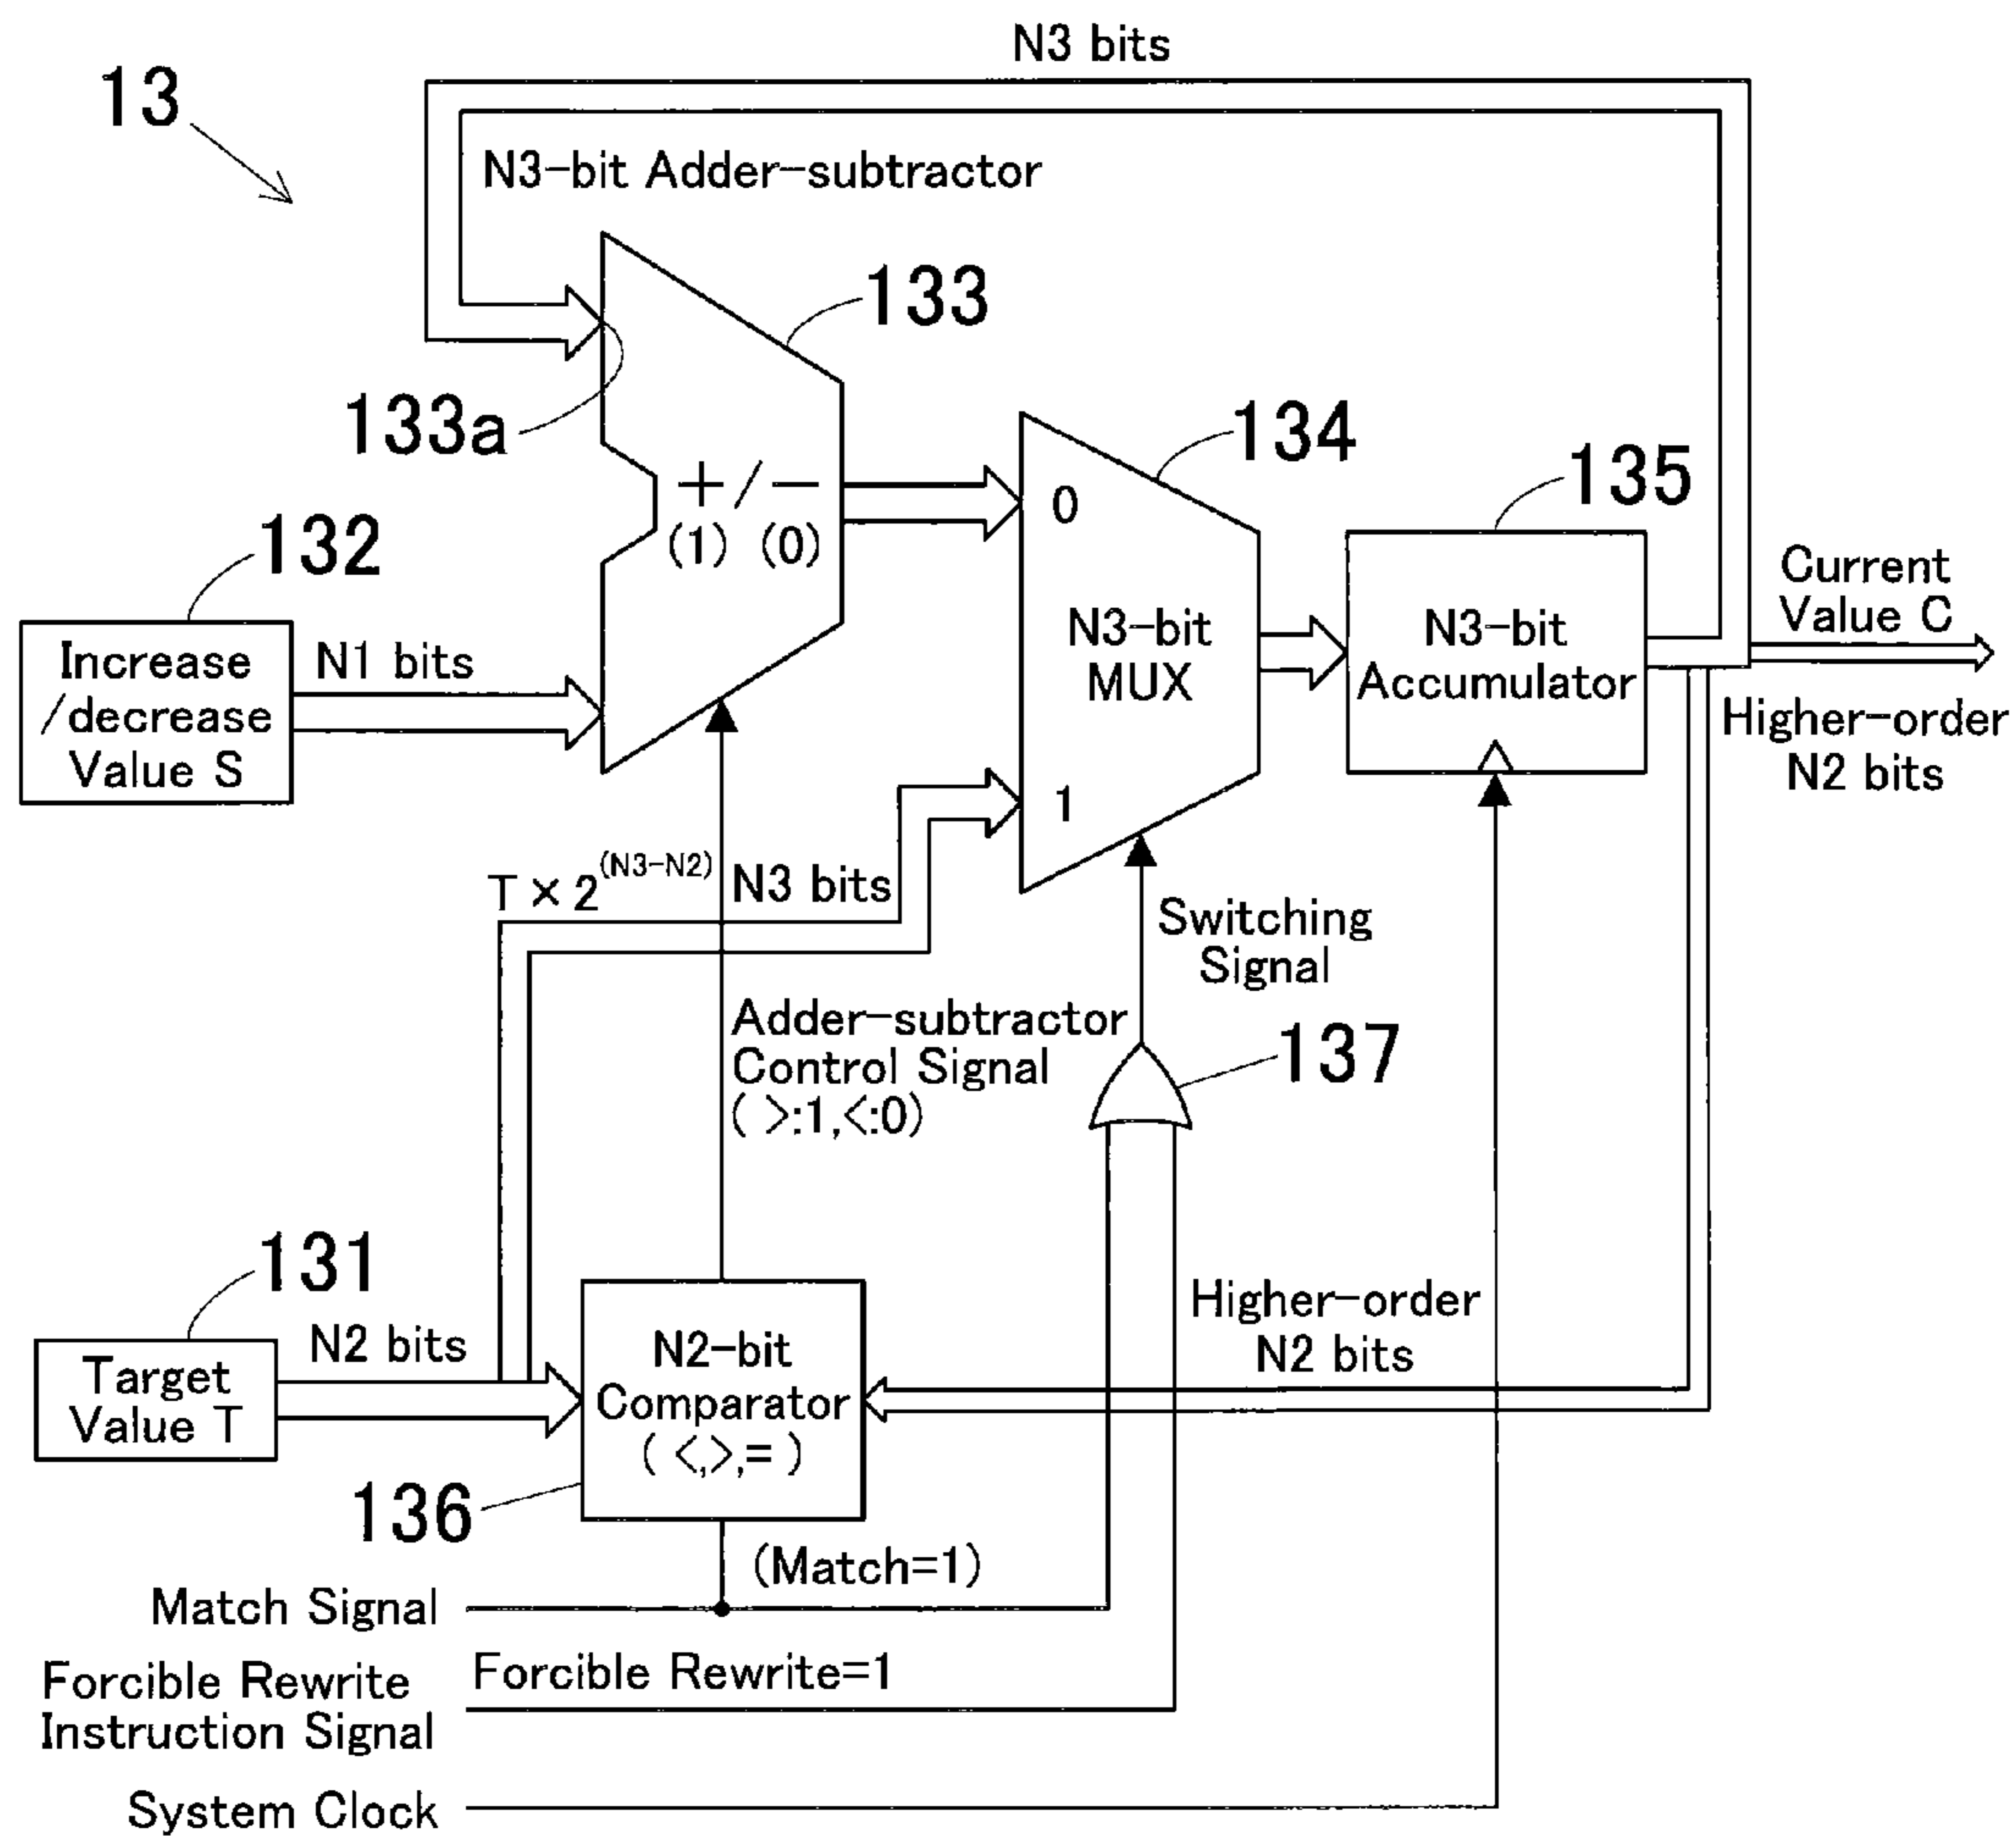 N3 bits
13
N3-bit Adder-subtractor
133
133a
134
+/−
(1) (0)
0
135
132
Current
Value C
Increase
/decrease
Value S
N1 bits
N3-bit
MUX
N3-bit
Accumulator
Higher-order
N2 bits
1
T × 2(N3-N2)
N3 bits
Switching
Signal
Adder-subtractor
Control Signal
( >:1,<:0)
137
131
Target
Value T
N2 bits
N2-bit
Comparator
( <,>,= )
Higher-order
N2 bits
136
(Match=1)
Match Signal
Forcible Rewrite
Instruction Signal
Forcible Rewrite=1
System Clock